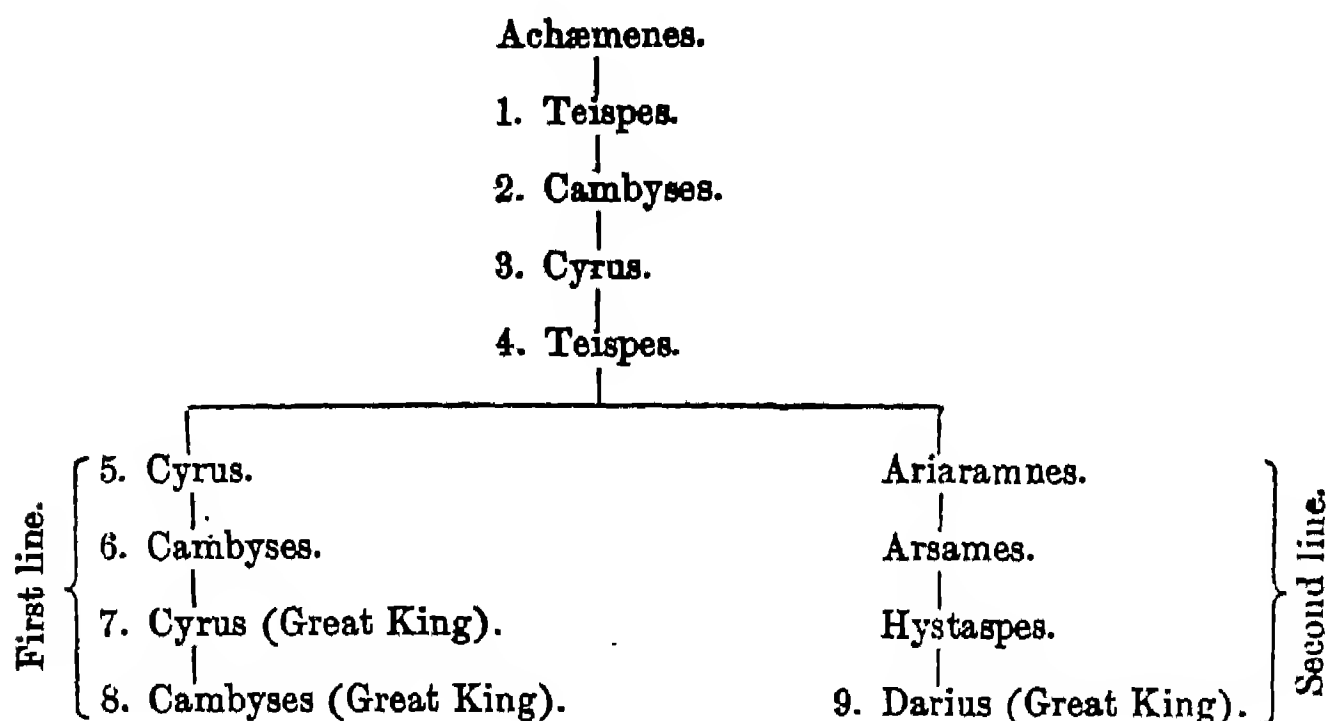 Achæmenes.
1. Teispes.
2. Cambyses.
3. Cyrus.
4. Teispes.
First line.
5. Cyrus.
6. Cambyses.
7. Cyrus (Great King).
8. Cambyses (Great King).
Ariaramnes.
Arsames.
Hystaspes.
9. Darius (Great King).
Second line.